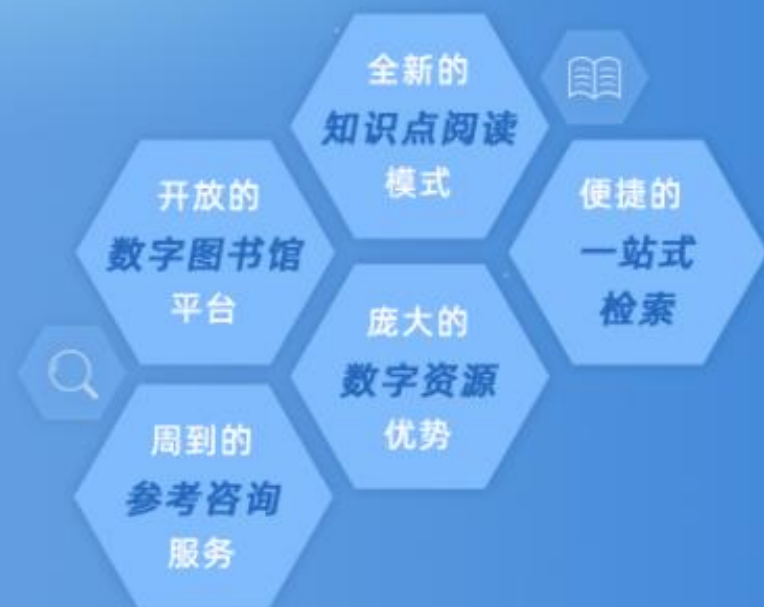 全新的
知识点阅读
模式
开放的
数字图书馆
平台
便捷的
一站式
检索
庞大的
数字资源
优势
周到的
参考咨询
服务